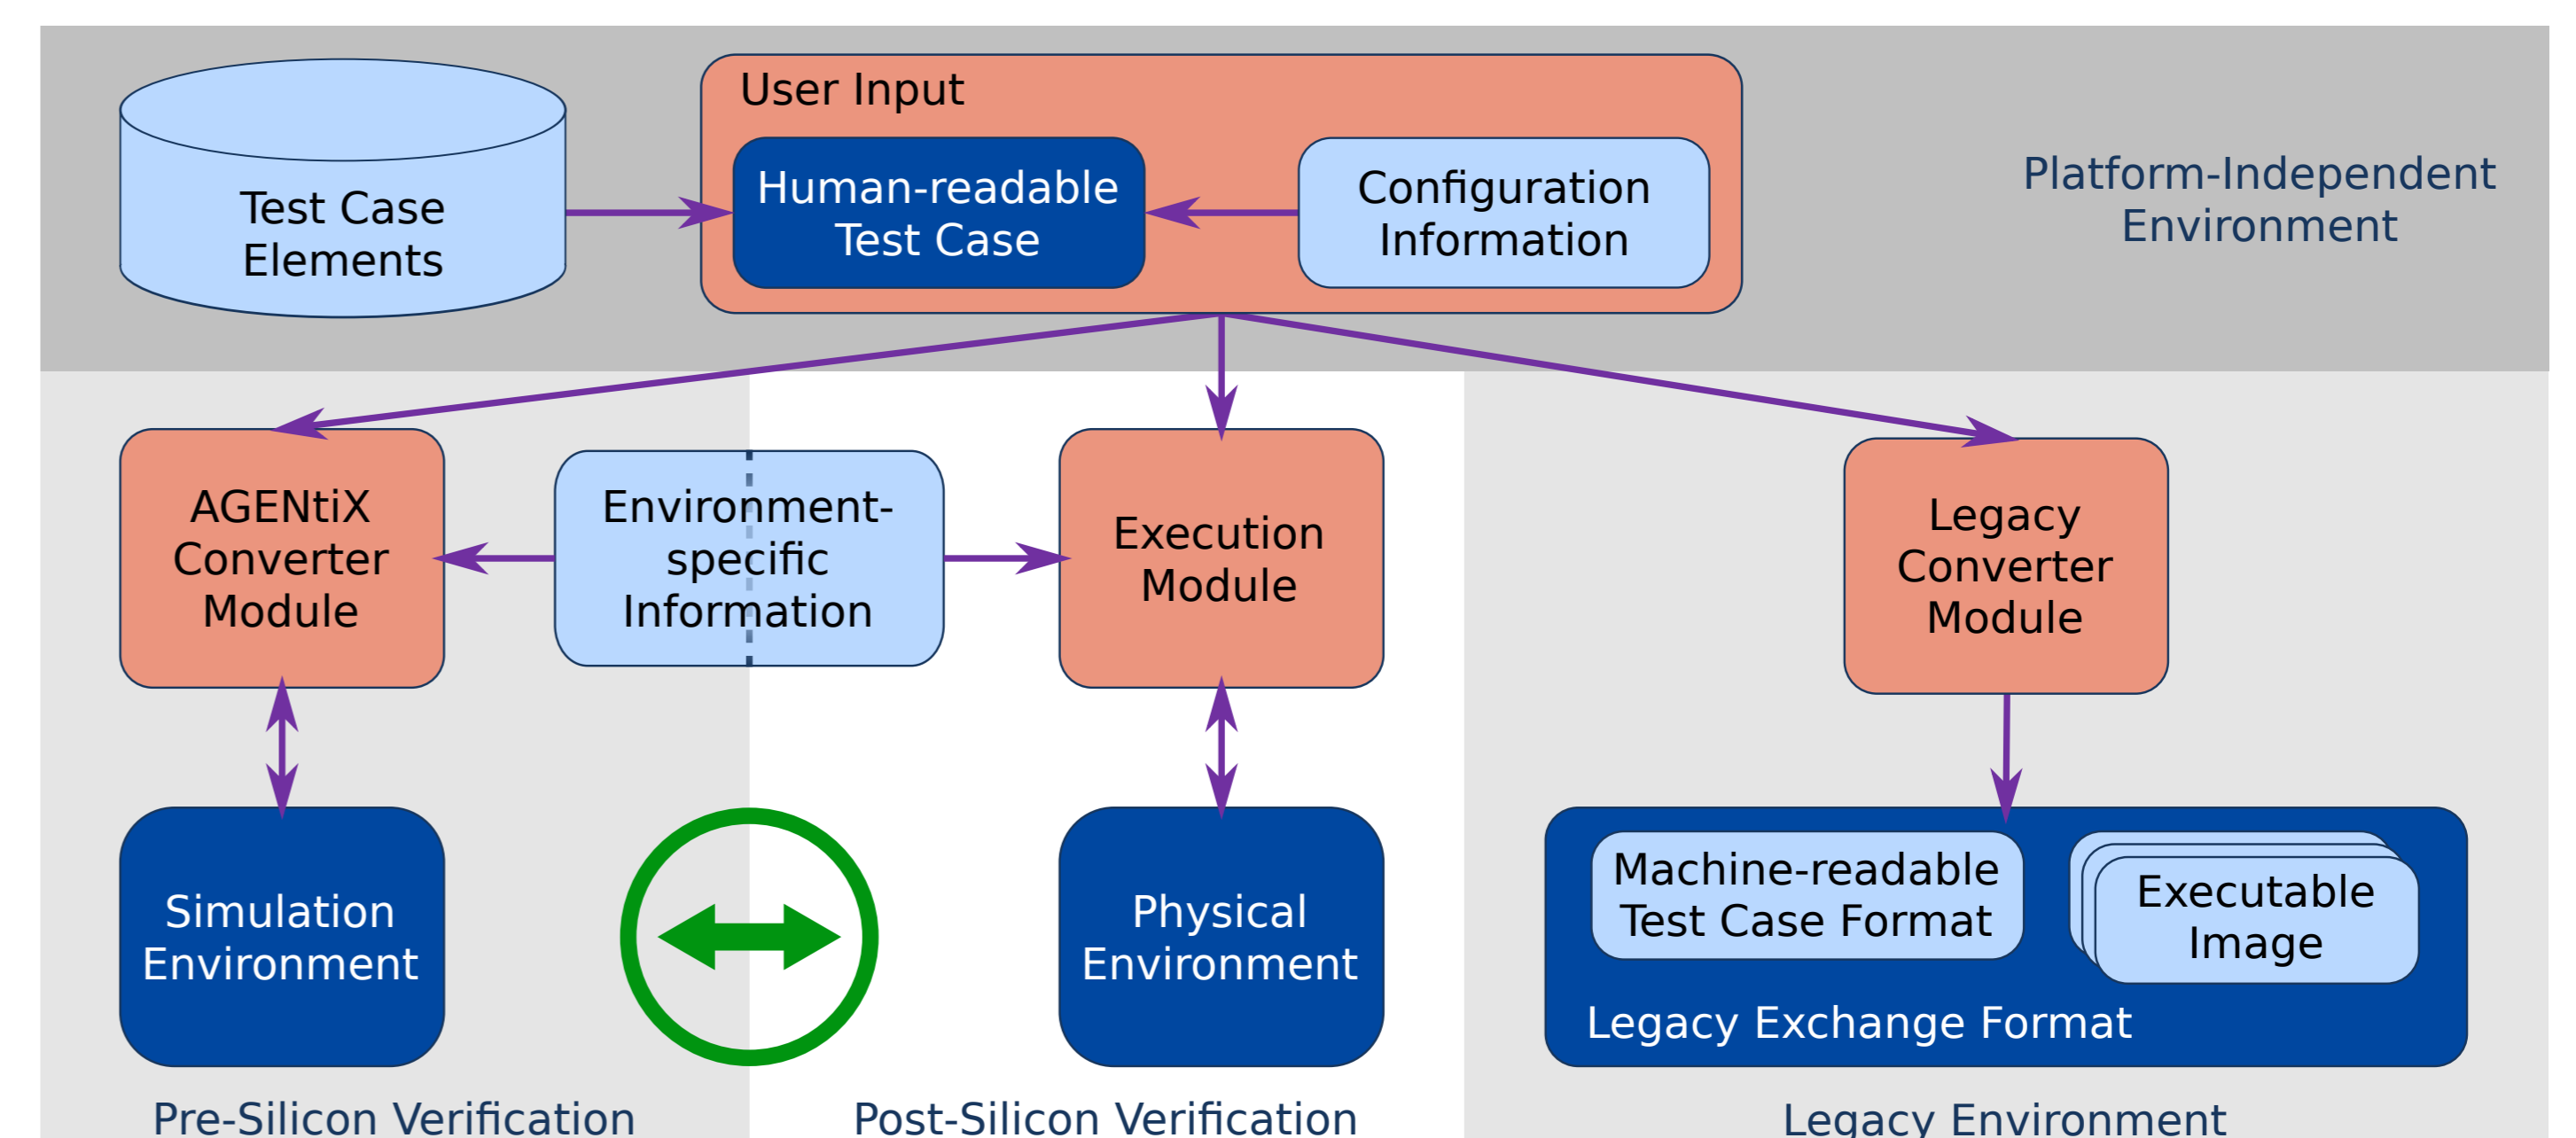 User Input
Test Case
Elements
Human-readable
Test Case
Configuration
Information
Platform-Independent
Environment
AGENtiX
Converter
Module
Environment-
specific
Information
Execution
Module
Legacy
Converter
Module
Simulation
Environment
Physical
Environment
Machine-readable
Test Case Format
Executable
Image
Legacy Exchange Format
Pre-Silicon Verification
Post-Silicon Verification
Legacy Environment